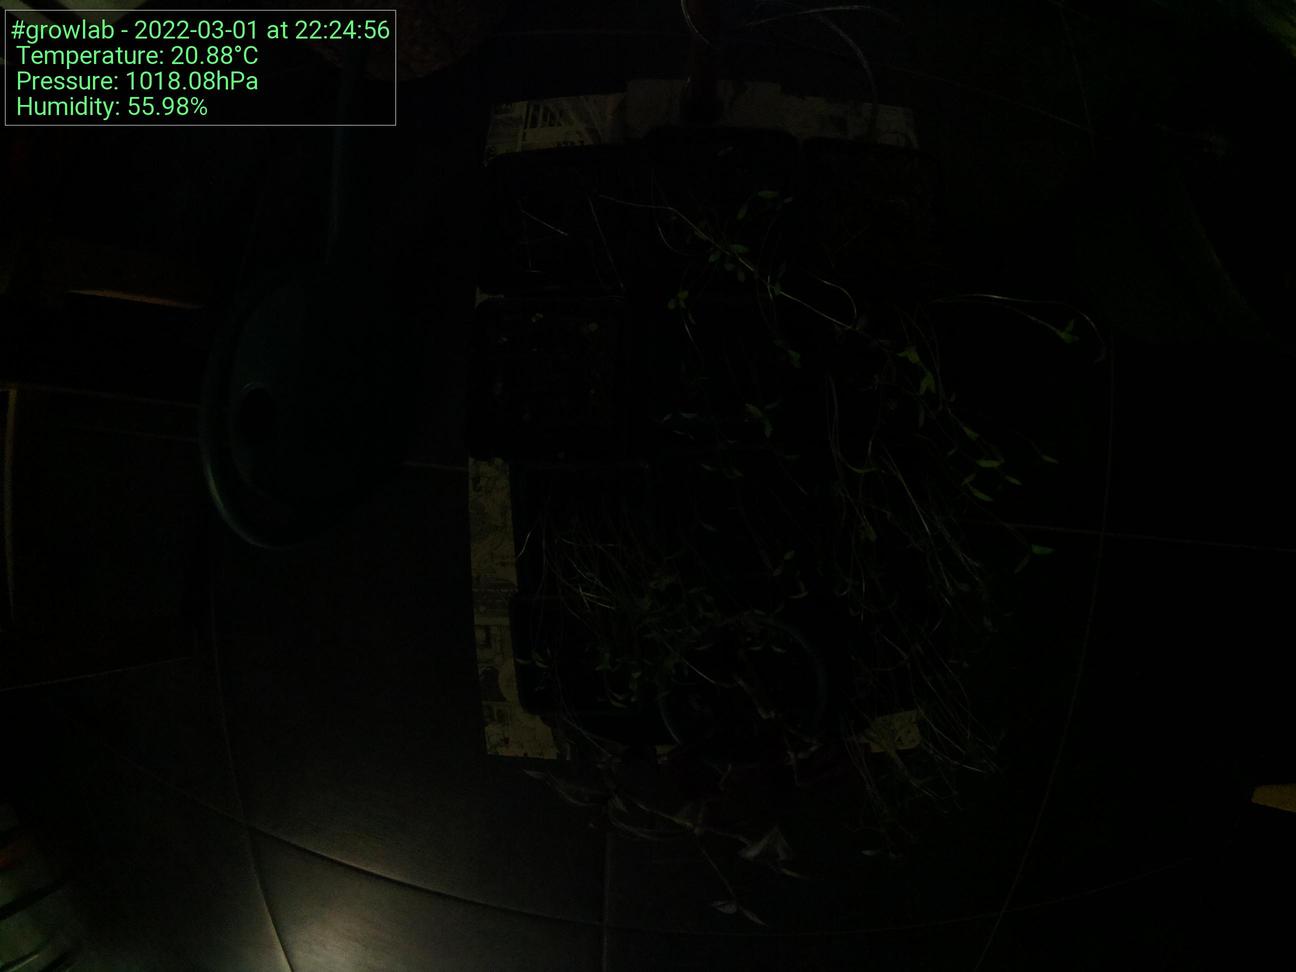 #growlab - 2022-03-01 at 22:24:56
Temperature: 20.88°C
Pressure: 1018.08hPa
Humidity: 55.98%